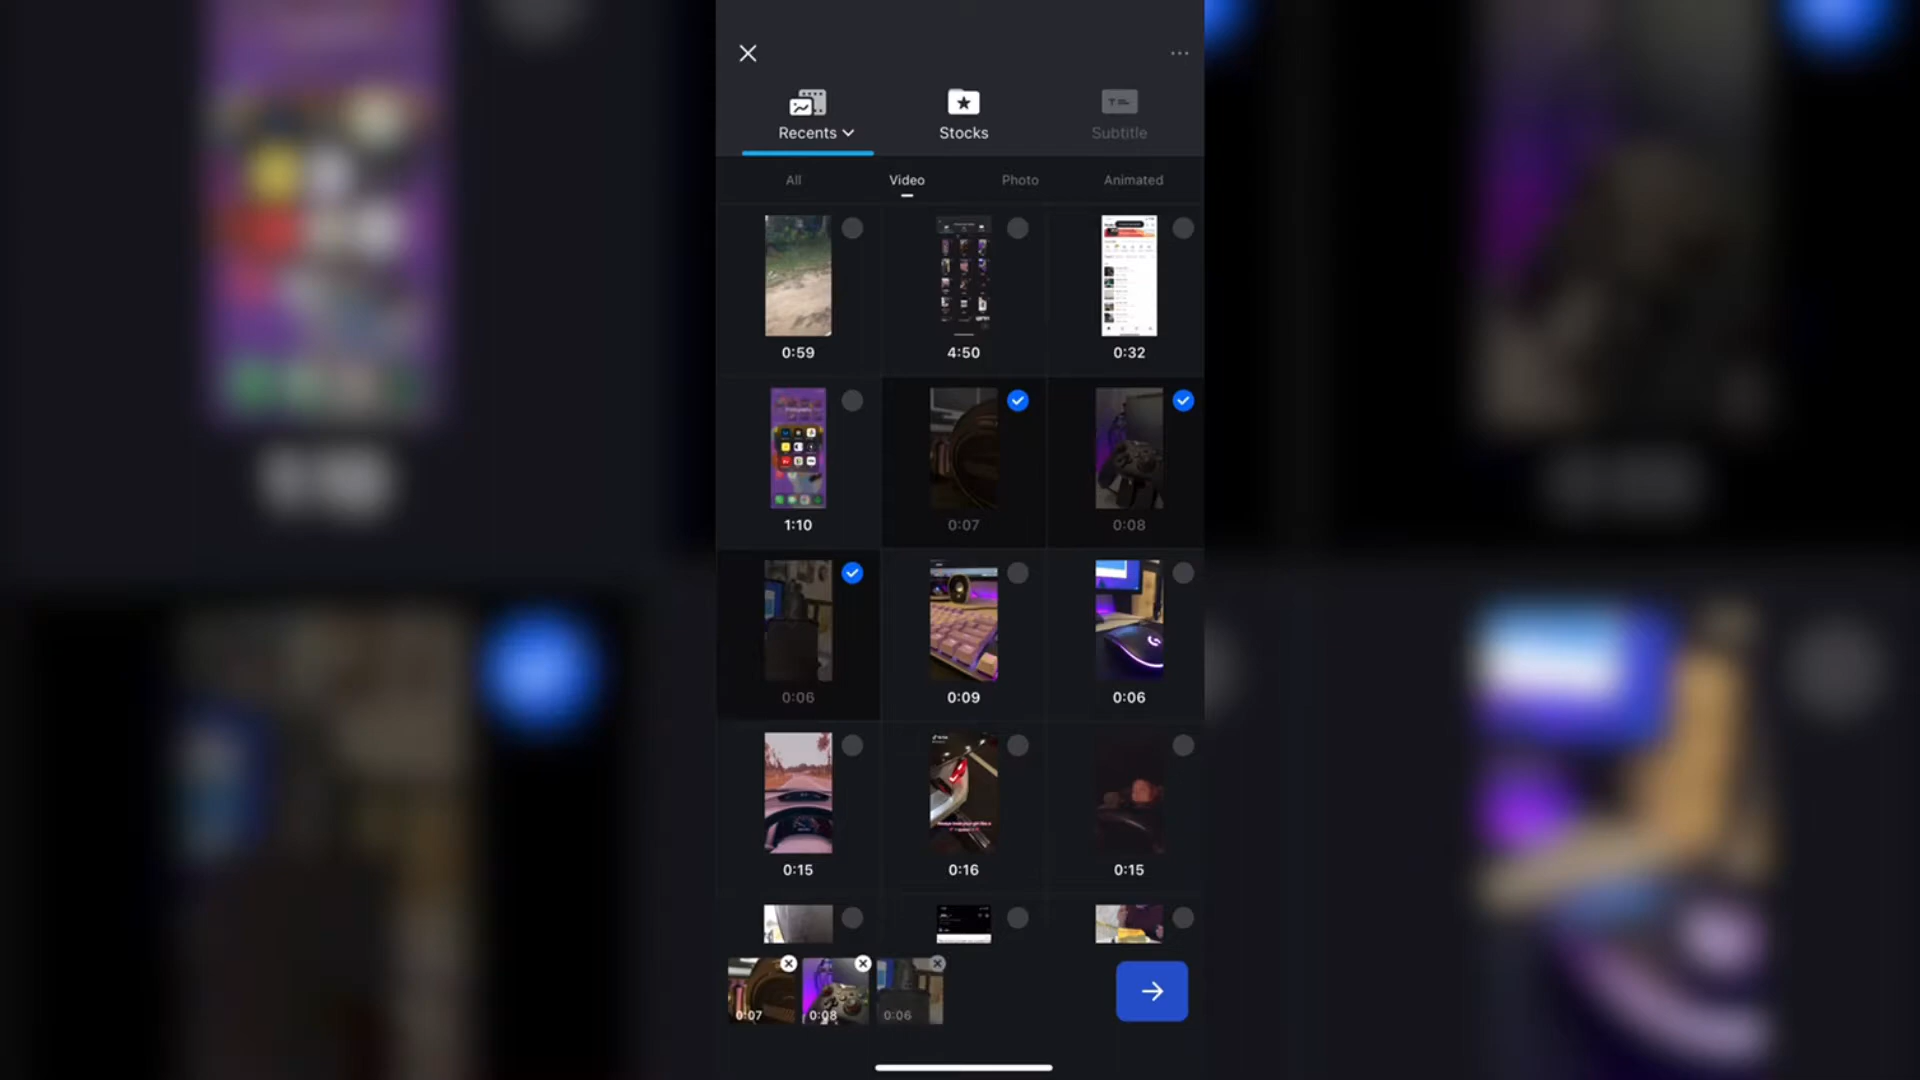 Recents
Stocks
Subtitle
All
Video
Photo
Animated
0:59
4:50
0:32
1:10
0:07
0:08
0:06
0:09
0:06
0:15
0:16
0:15
0:07
0:08
0:06